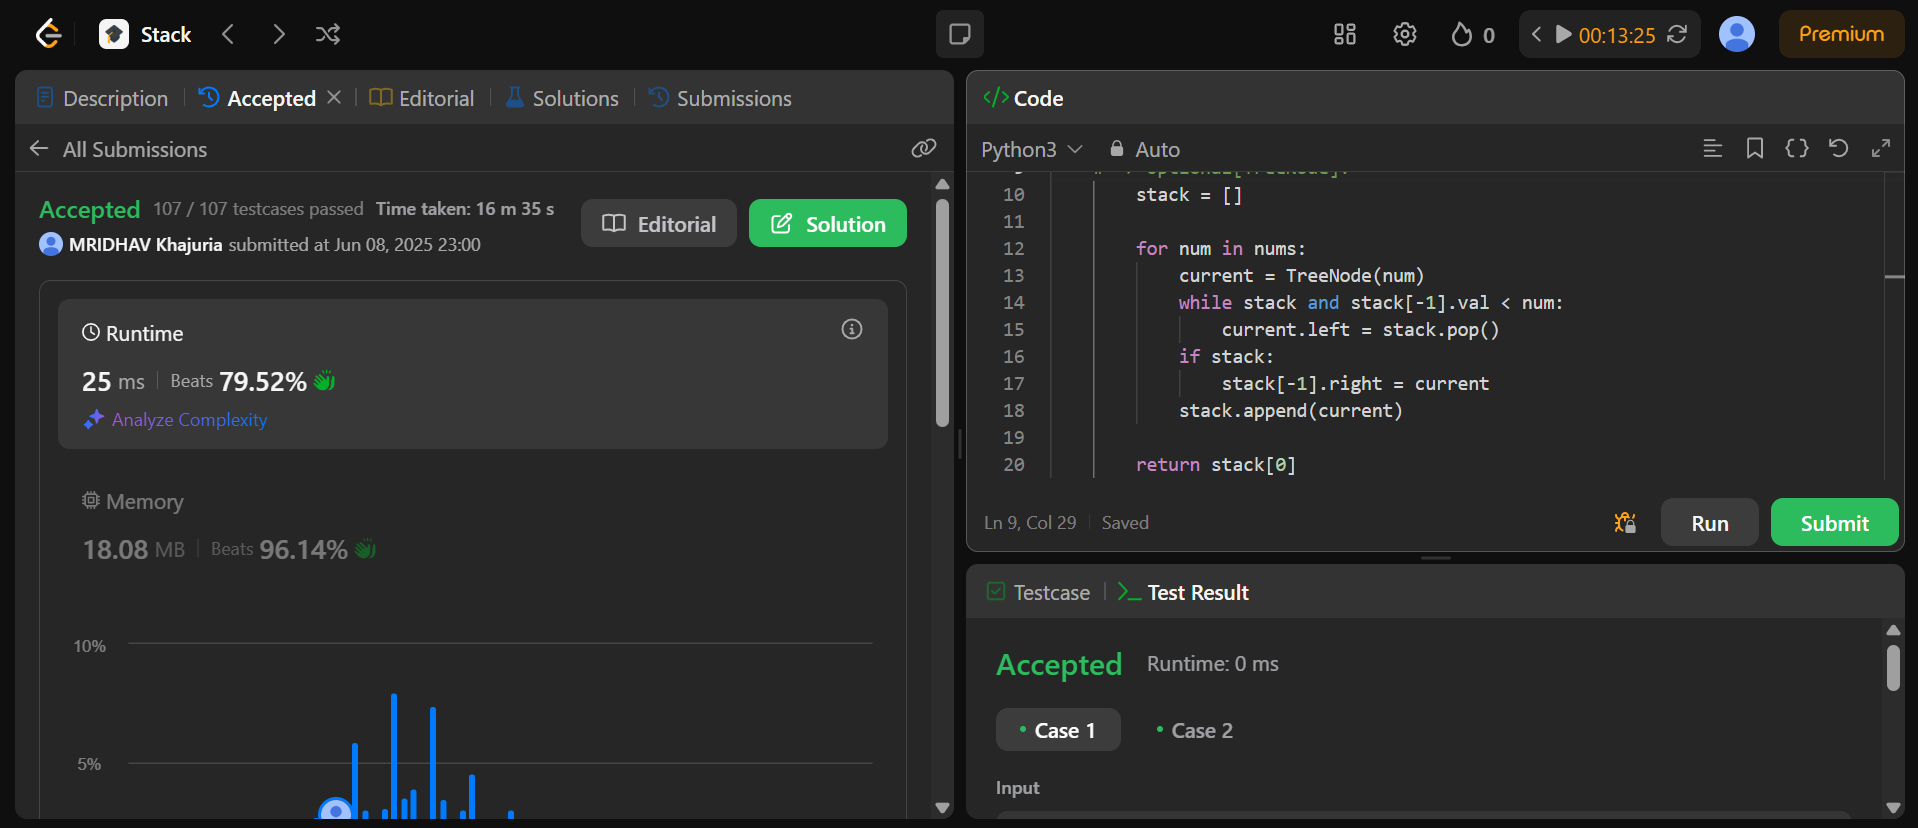 Stack
0
00:13:25
Premium
Description
Accepted
Editorial
Solutions
Submissions
All Submissions
Accepted 107 / 107 testcases passed Time taken: 16 m 35 s
MRIDHAV Khajuria submitted at Jun 08, 2025 23:00
Editorial
Solution
Runtime
25 ms Beats 79.52%
Analyze Complexity
Memory
18.08 MB Beats 96.14%
10%
5%
</> Code
Python3 Auto
10 stack = []
11
12 for num in nums:
13 current = TreeNode(num)
14 while stack and stack[-1].val < num:
15 current.left = stack.pop()
16 if stack:
17 stack[-1].right = current
18 stack.append(current)
19
20 return stack[0]
Ln 9, Col 29 Saved
Run
Submit
Testcase
Test Result
Accepted Runtime: 0 ms
Case 1
Case 2
Input